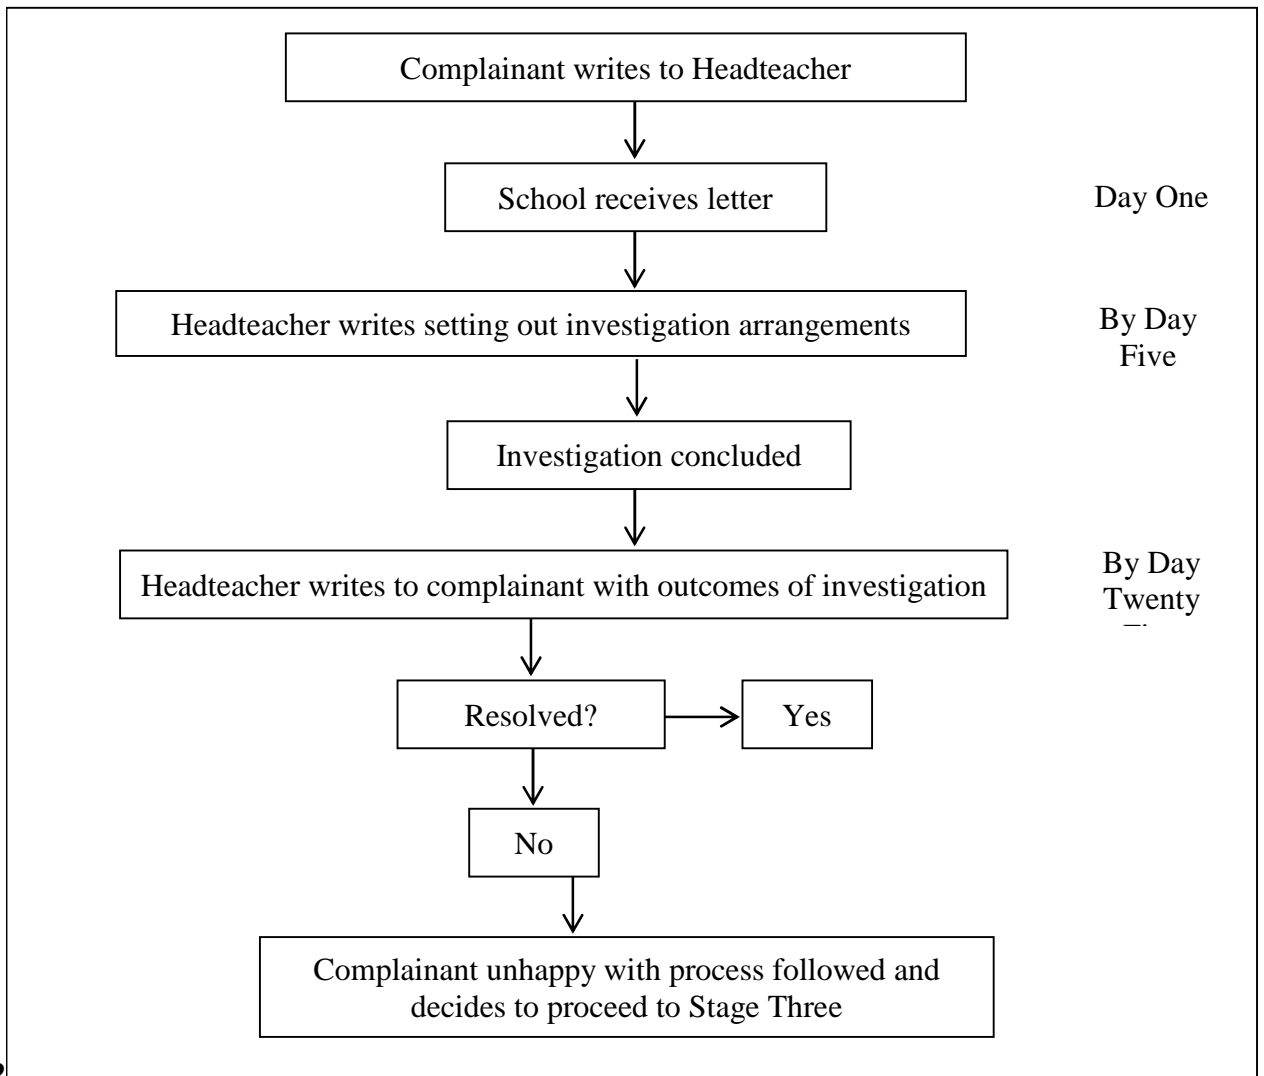 Complainant writes to Headteacher
School receives letter
Day One
Headteacher writes setting out investigation arrangements
By Day
Five
Investigation concluded
Headteacher writes to complainant with outcomes of investigation
By Day
Twenty
Resolved?
Yes
No
Complainant unhappy with process followed and
decides to proceed to Stage Three